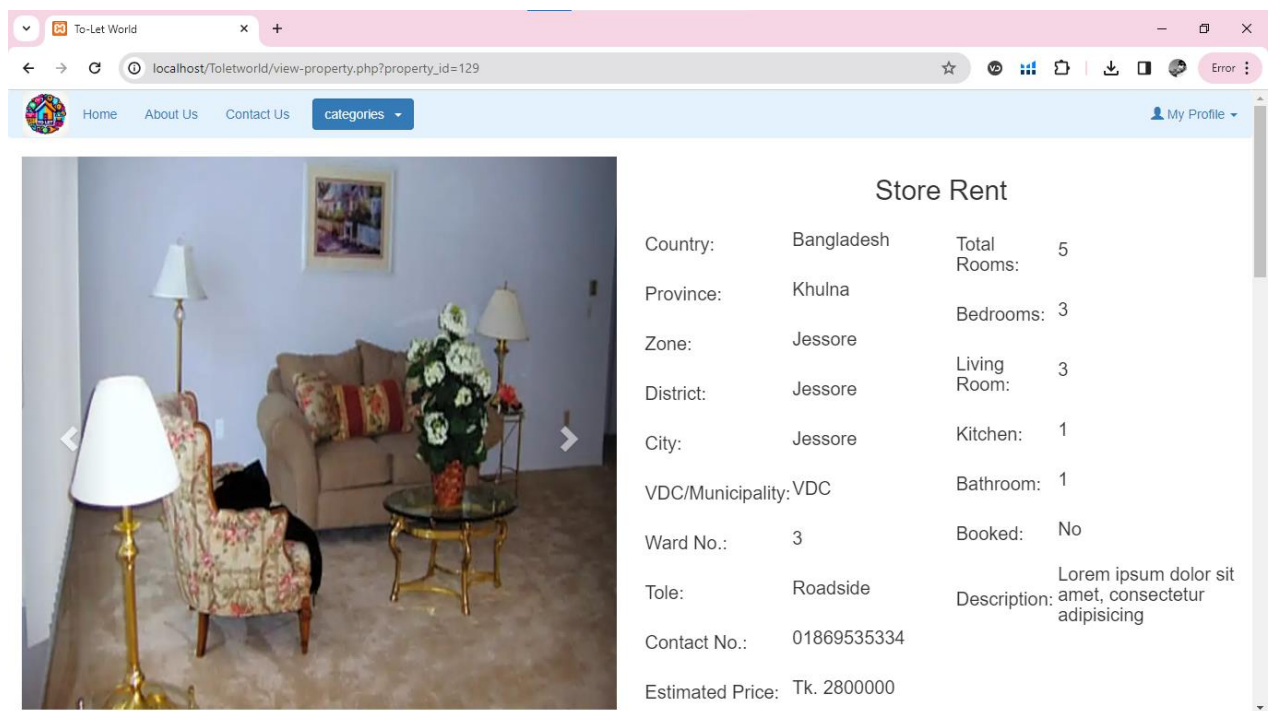 To-Let World
localhost/Toletworld/view-property.php?property_id=129
Error
Home About Us Contact Us categories My Profile
Store Rent
Country: Bangladesh
Province: Khulna
Zone: Jessore
District: Jessore
City: Jessore
VDC/Municipality: VDC
Ward No.: 3
Tole: Roadside
Contact No.: 01869535334
Estimated Price: Tk. 2800000
Total
Rooms: 5
Bedrooms: 3
Living
Room: 3
Kitchen: 1
Bathroom: 1
Booked: No
Description: Lorem ipsum dolor sit
amet, consectetur
adipisicing